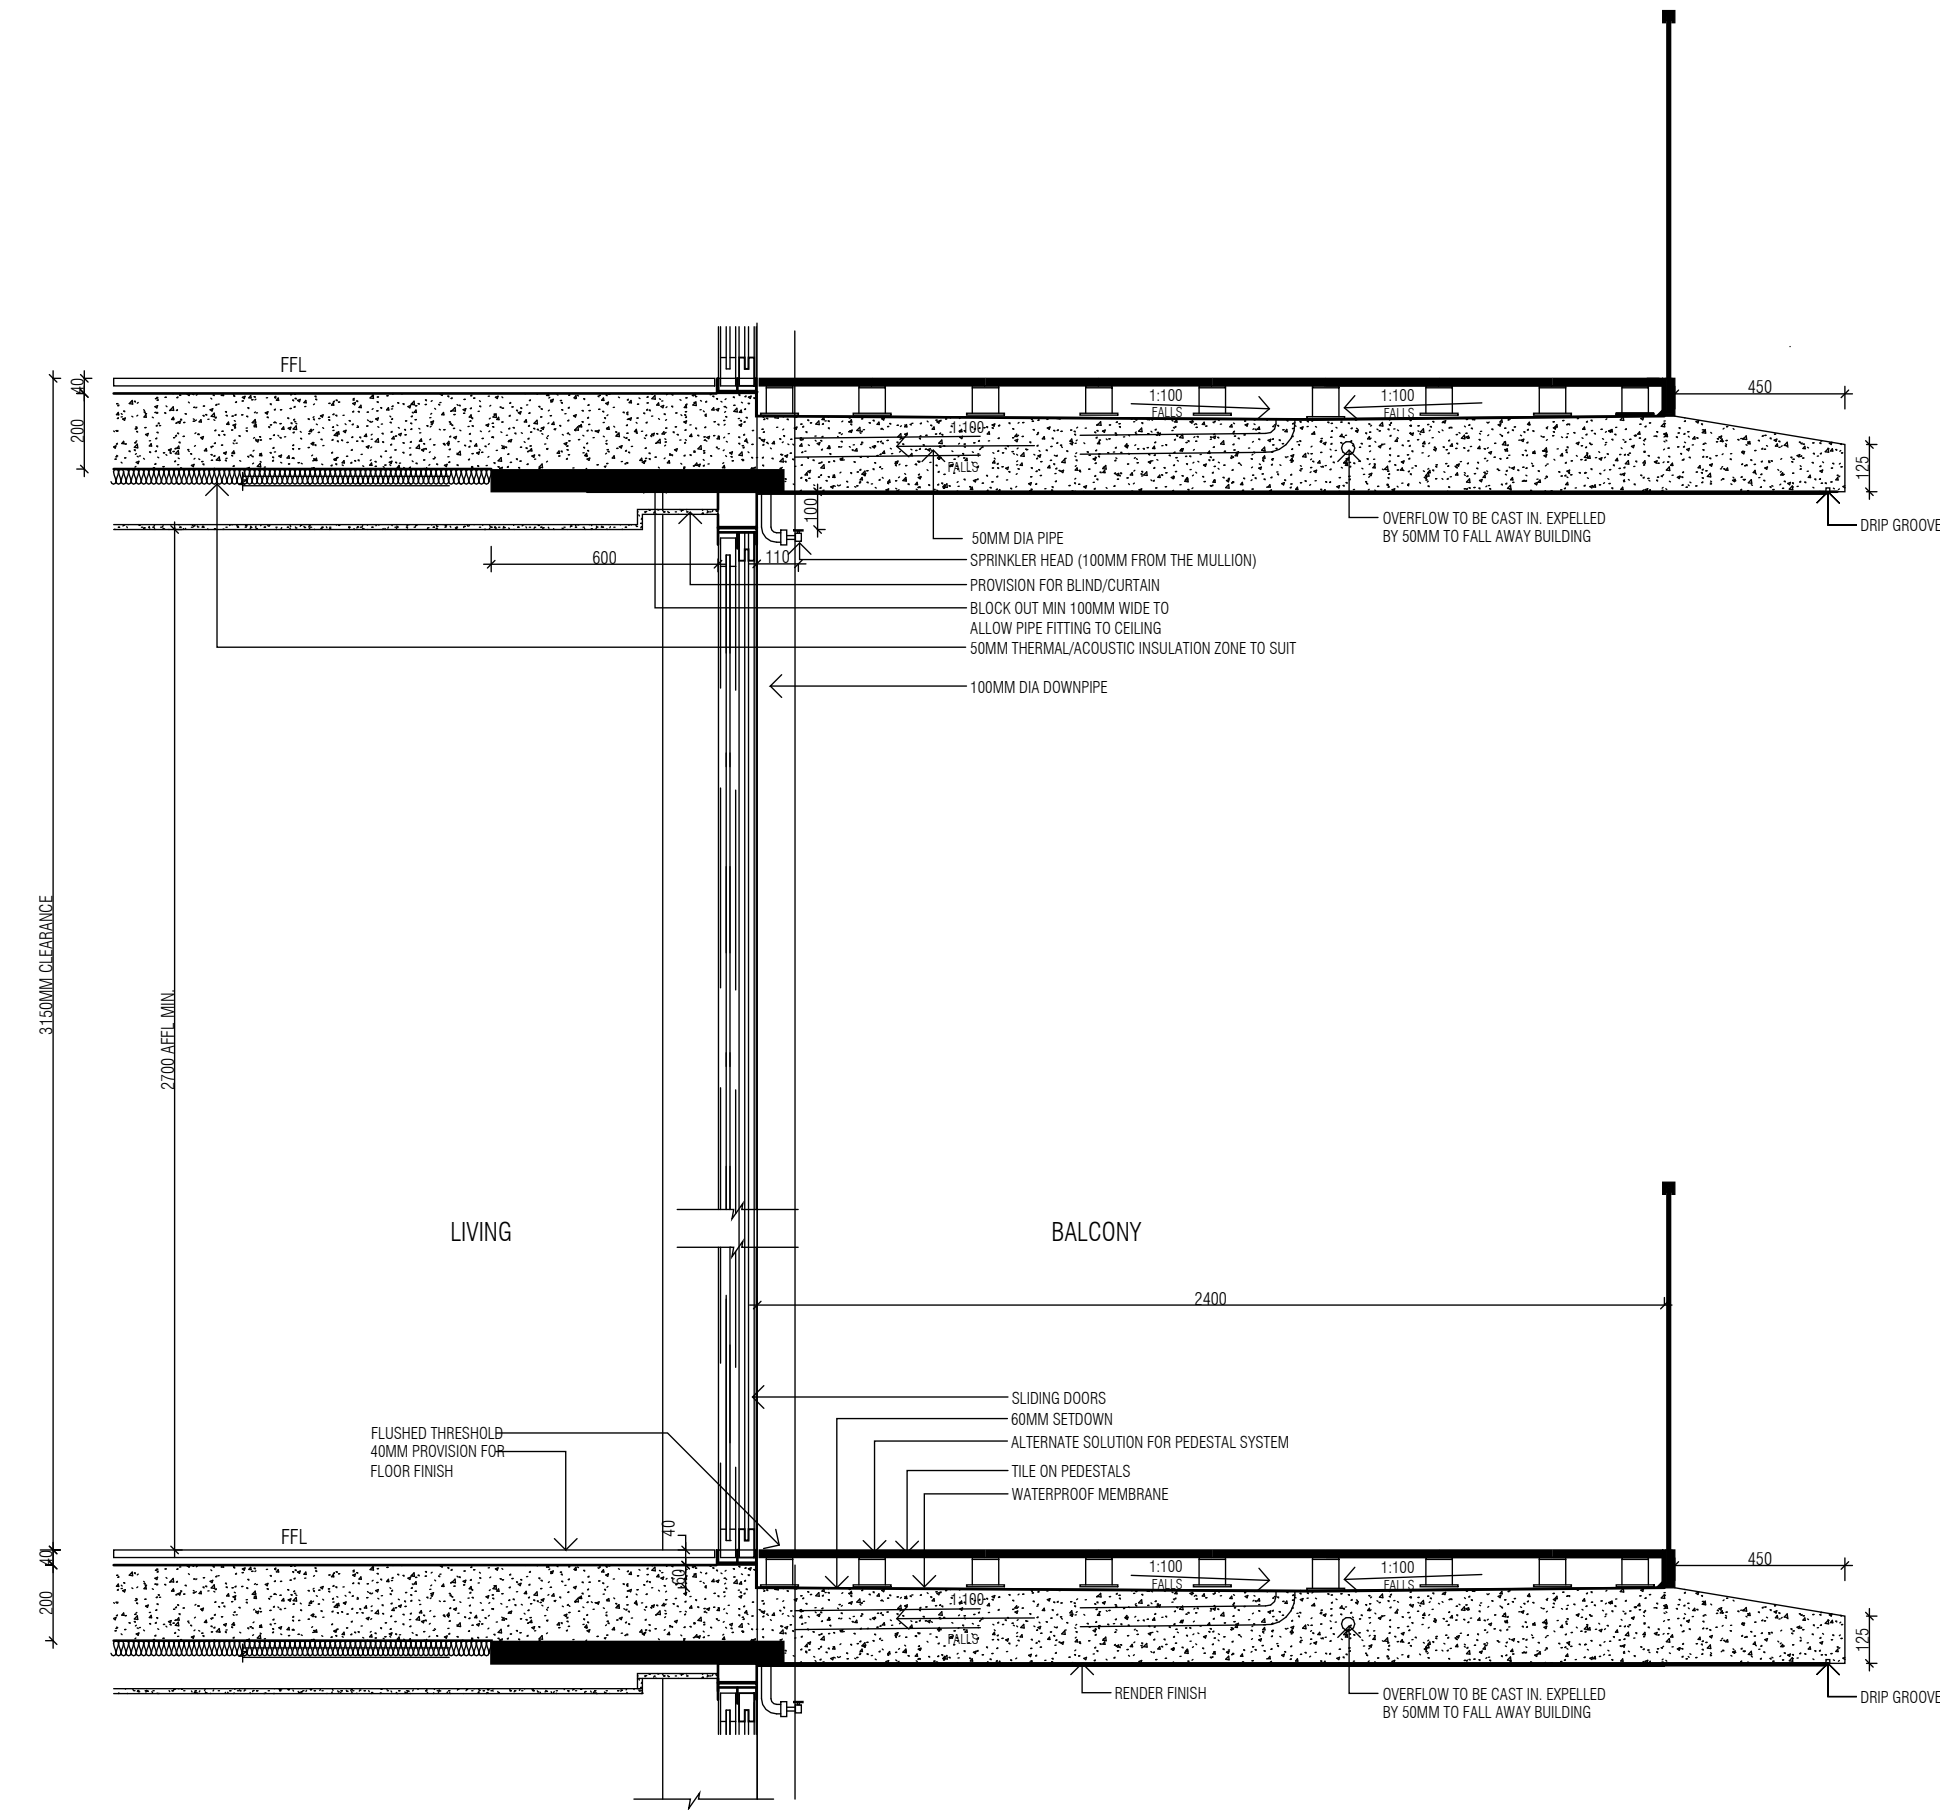 FFL
40
200
1:100
FALLS
1:100
FALLS
450
1:100
FALLS
125
100
OVERFLOW TO BE CAST IN. EXPELLED
BY 50MM TO FALL AWAY BUILDING
DRIP GROOVE
50MM DIA PIPE
600
110
SPRINKLER HEAD (100MM FROM THE MULLION)
PROVISION FOR BLIND/CURTAIN
BLOCK OUT MIN 100MM WIDE TO
ALLOW PIPE FITTING TO CEILING
50MM THERMAL/ACOUSTIC INSULATION ZONE TO SUIT
100MM DIA DOWNPIPE
3150MM CLEARANCE
2700 AFFL MIN.
LIVING
BALCONY
2400
SLIDING DOORS
60MM SETDOWN
FLUSHED THRESHOLD
40MM PROVISION FOR
FLOOR FINISH
ALTERNATE SOLUTION FOR PEDESTAL SYSTEM
TILE ON PEDESTALS
WATERPROOF MEMBRANE
FFL
40
40
60
200
1:100
FALLS
1:100
FALLS
450
1:100
FALLS
125
RENDER FINISH
OVERFLOW TO BE CAST IN. EXPELLED
BY 50MM TO FALL AWAY BUILDING
DRIP GROOVE